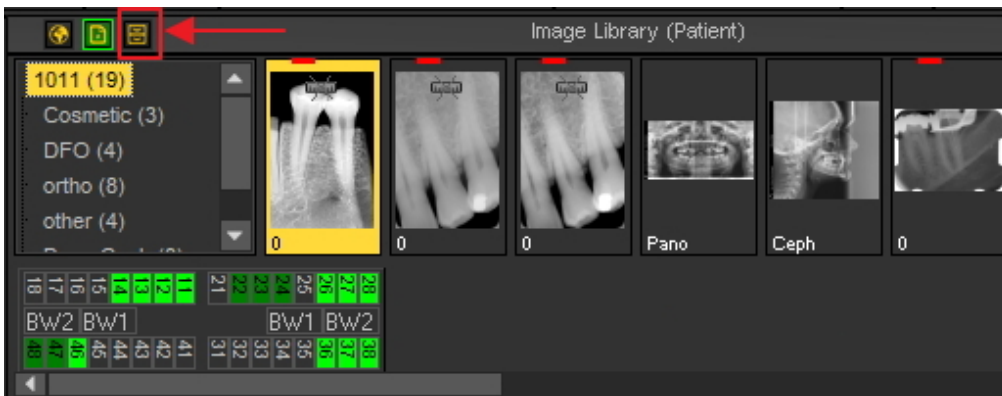 Image Library (Patient)
1011 (19)
Cosmetic (3)
DFO (4)
ortho (8)
other (4)
0
0
0
Pano
Ceph
0
18 17 16 15 14 13 12 11 21 22 23 24 25 26 27 28
BW2 BW1 BW1 BW2
48 47 46 45 44 43 42 41 31 32 33 34 35 36 37 38